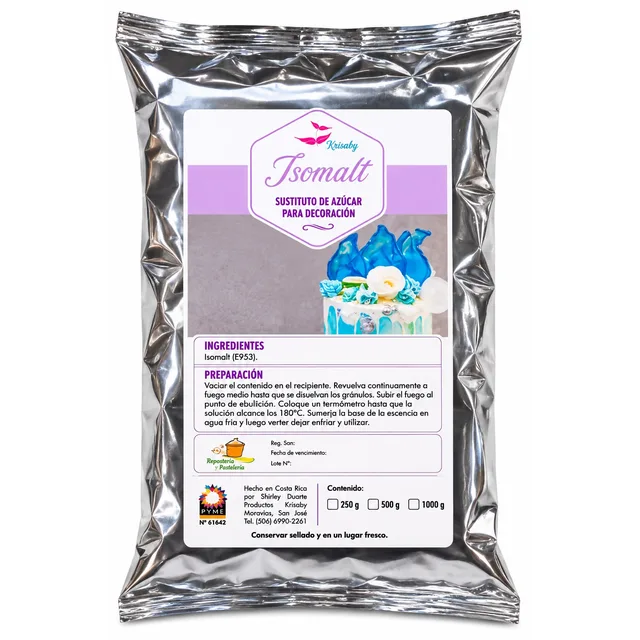 Krisaby
Isomalt
SUSTITUTO DE AZÚCAR
PARA DECORACIÓN
INGREDIENTES
Isomalt (E953).
PREPARACIÓN
Vaciar el contenido en el recipiente. Revuelva continuamente a
fuego medio hasta que se disuelvan los gránulos. Subir el fuego al
punto de ebulición. Coloque un termómetro hasta que la
solución alcance los 180°C. Sumerja la base de la escencia en
agua fria y luego verter dejar enfriar y utilizar.
Repostería
y Pastelería
Reg. San:
Fecha de vencimiento:
Lote N°:
PYME
N° 61642
Hecho en Costa Rica
por Shirley Duarte
Productos Krisaby
Moravias, San José
Tel. (506) 6990-2261
Contenido:
250 g 500 g 1000 g
Conservar sellado y en un lugar fresco.